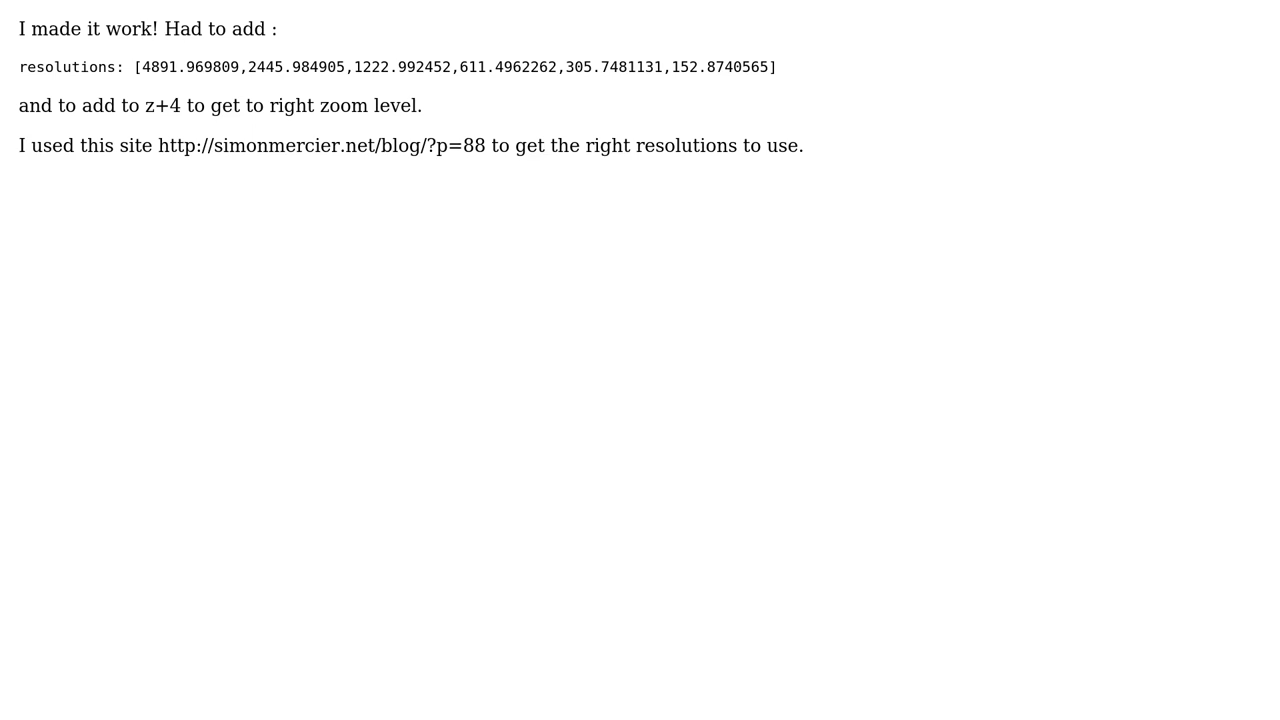 I made it work! Had to add :
resolutions: [4891.969809,2445.984905,1222.992452,611.4962262,305.7481131,152.8740565]
and to add to z+4 to get to right zoom level.
I used this site http://simonmercier.net/blog/?p=88 to get the right resolutions to use.